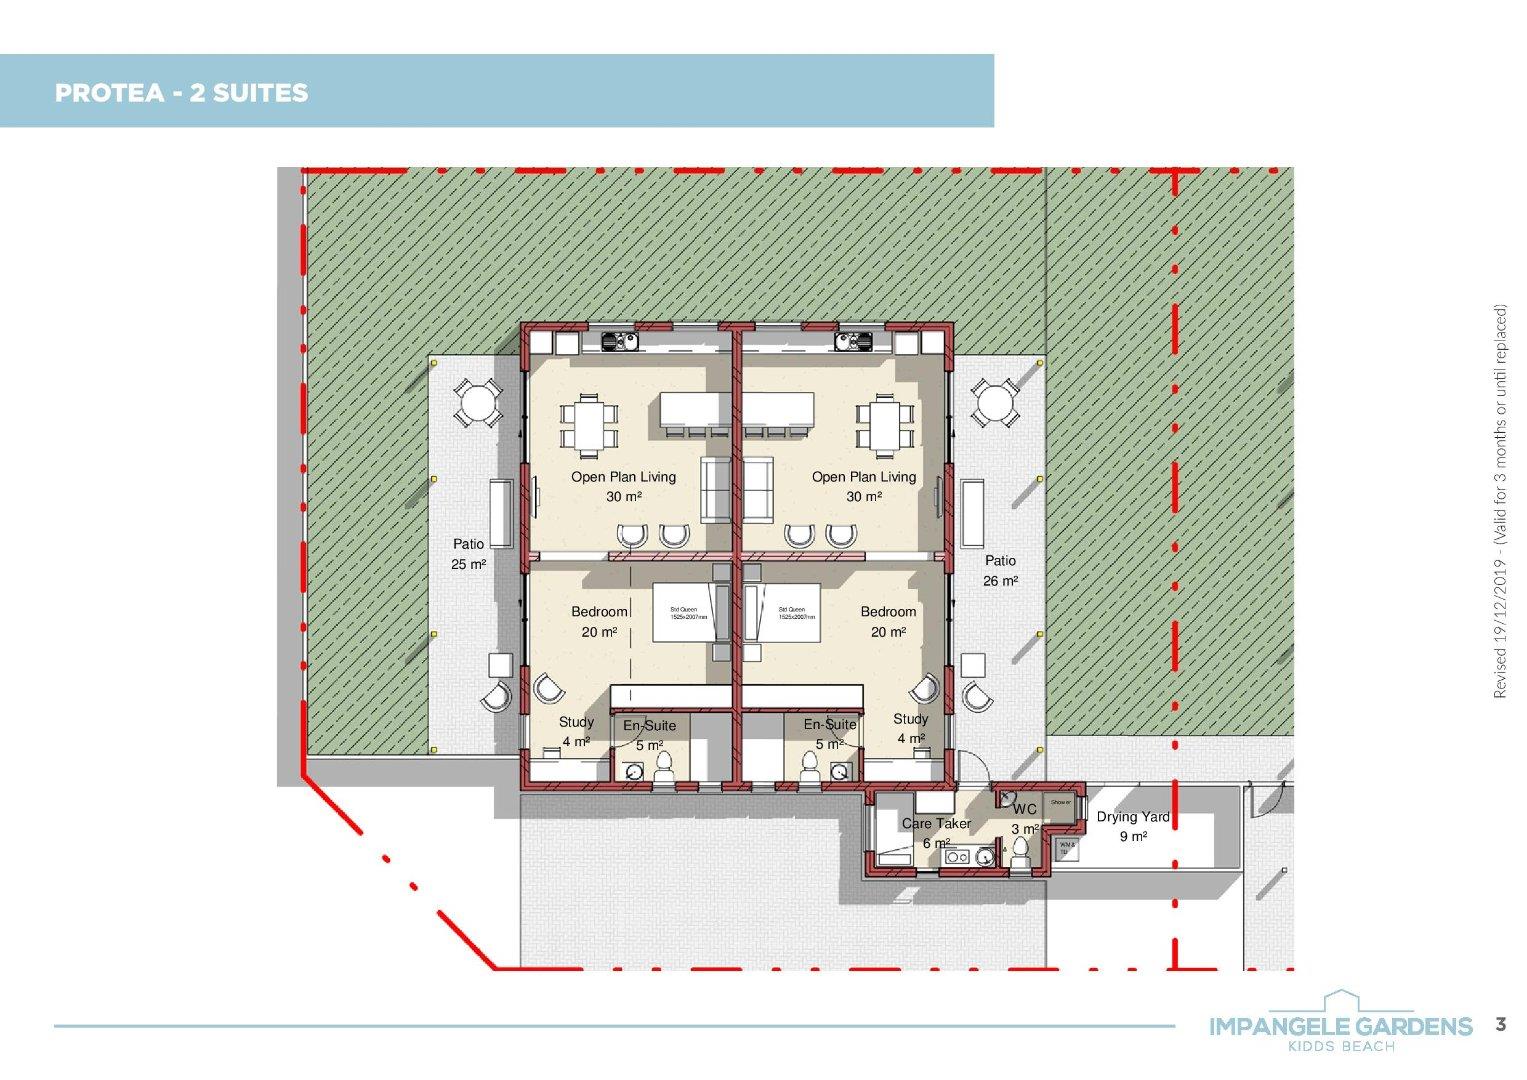 PROTEA - 2 SUITES
Open Plan Living
30 m²
Open Plan Living
30 m²
Patio
25 m²
Patio
26 m²
Bedroom
20 m²
Std Queen
1525x2007mm
Std Queen
1525x2007mm
Bedroom
20 m²
Study
4 m²
En-Suite
5 m²
En-Suite
5 m²
Study
4 m²
Care Taker
6 m²
WC
3 m²
Shower
WM &
TD
Drying Yard
9 m²
Revised 19/12/2019 - (Valid for 3 months or until replaced)
IMPANGELE GARDENS
KIDDS BEACH
3